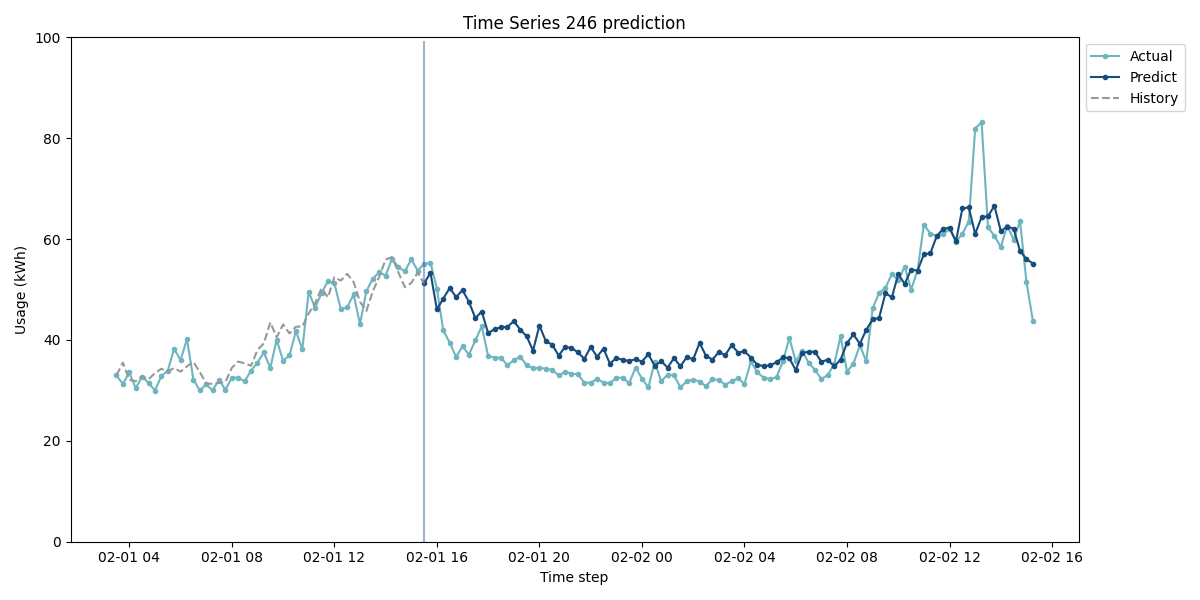 Time Series 246 prediction
100
80
60
40
20
0
Usage (kWh)
02-01 04
02-01 08
02-01 12
02-01 16
02-01 20
02-02 00
02-02 04
02-02 08
02-02 12
02-02 16
Time step
Actual
Predict
History